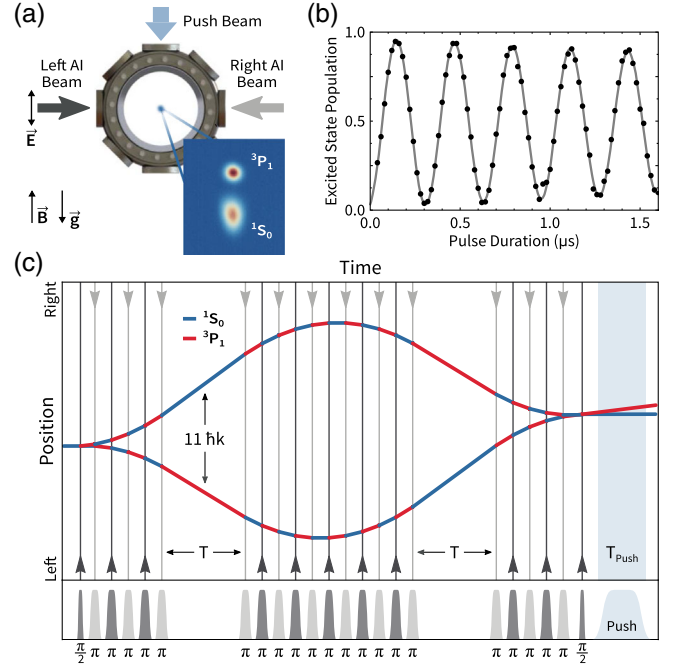 (a)
Push Beam
Left AI
Beam
Right AI
Beam
E
B
g
³P₁
¹S₀
(b)
Excited State Population
1.0
0.5
0.0
0.0
0.5
1.0
1.5
Pulse Duration (µs)
(c)
Time
Right
Position
Left
¹S₀
³P₁
11 ħk
T
T
T_Push
Push
π/2 π π π π π π π π π π π π π π π π π π π π π π/2